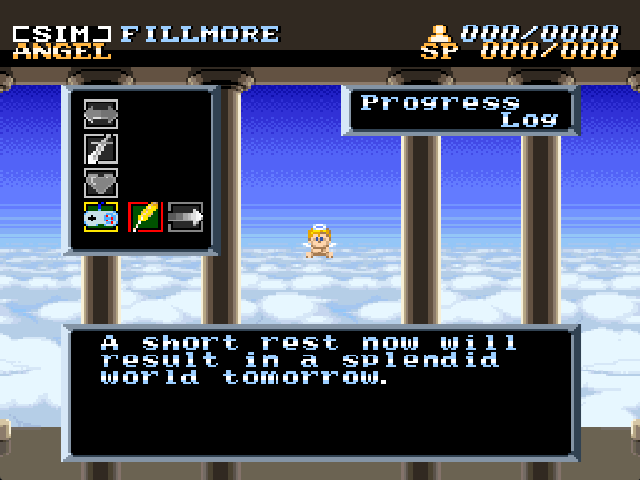 [SIM] FILLMORE
000/0000
ANGEL
SP 000/000
Progress
Log
A short rest now will
result in a splendid
world tomorrow.